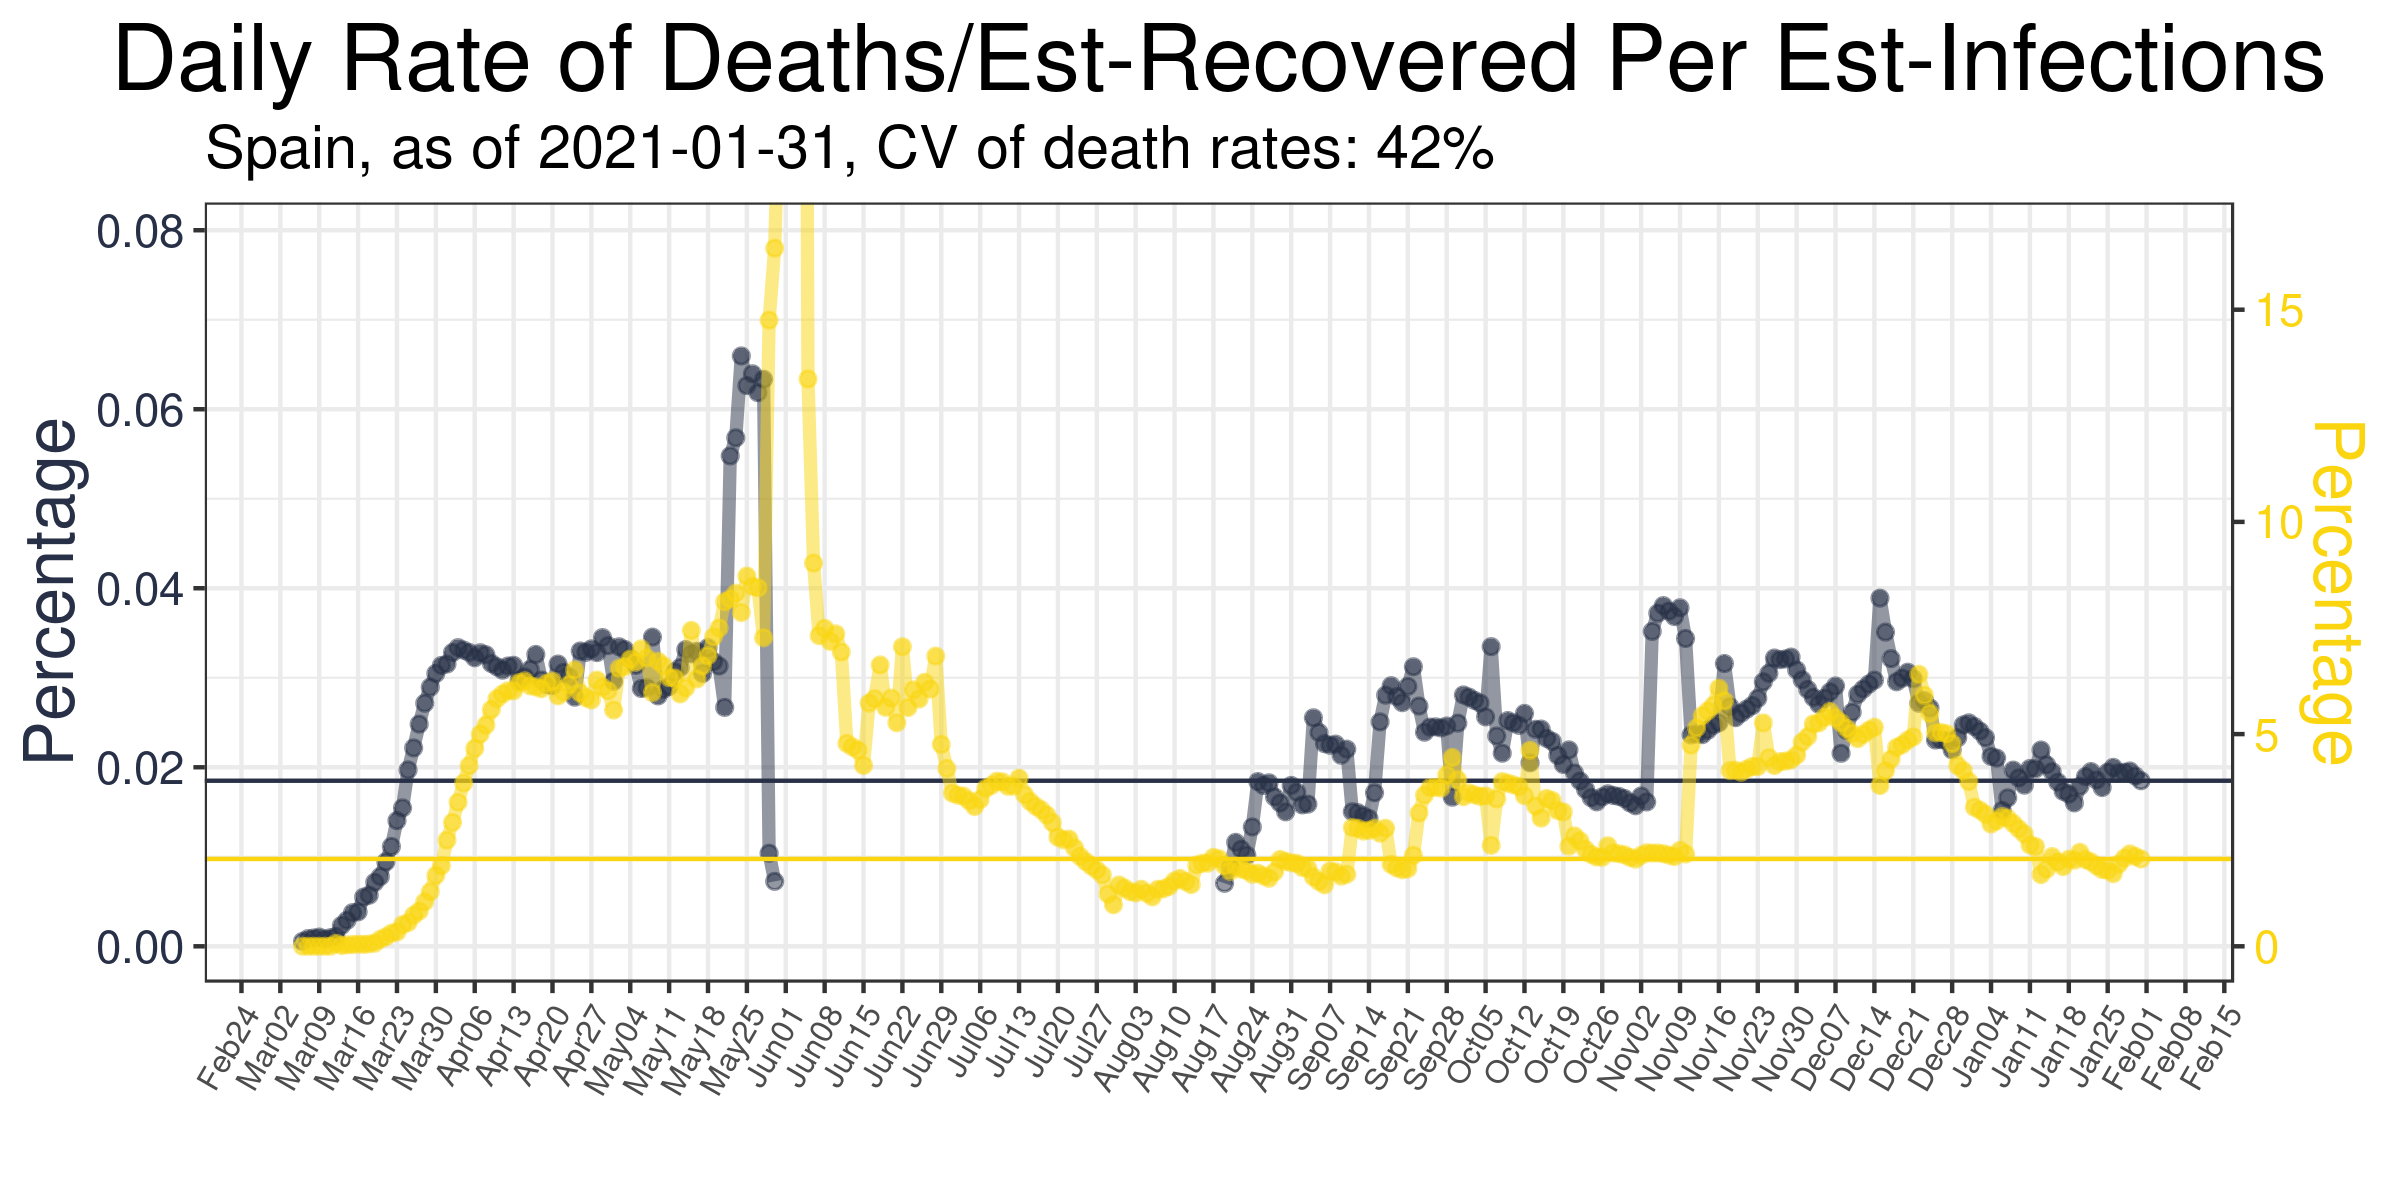 Daily Rate of Deaths/Est-Recovered Per Est-Infections
Spain, as of 2021-01-31, CV of death rates: 42%
Percentage
0.08
0.06
0.04
0.02
0.00
15
10
5
0
Percentage
Feb24
Mar02
Mar09
Mar16
Mar23
Mar30
Apr06
Apr13
Apr20
Apr27
May04
May11
May18
May25
Jun01
Jun08
Jun15
Jun22
Jun29
Jul06
Jul13
Jul20
Jul27
Aug03
Aug10
Aug17
Aug24
Aug31
Sep07
Sep14
Sep21
Sep28
Oct05
Oct12
Oct19
Oct26
Nov02
Nov09
Nov16
Nov23
Nov30
Dec07
Dec14
Dec21
Dec28
Jan04
Jan11
Jan18
Jan25
Feb01
Feb08
Feb15